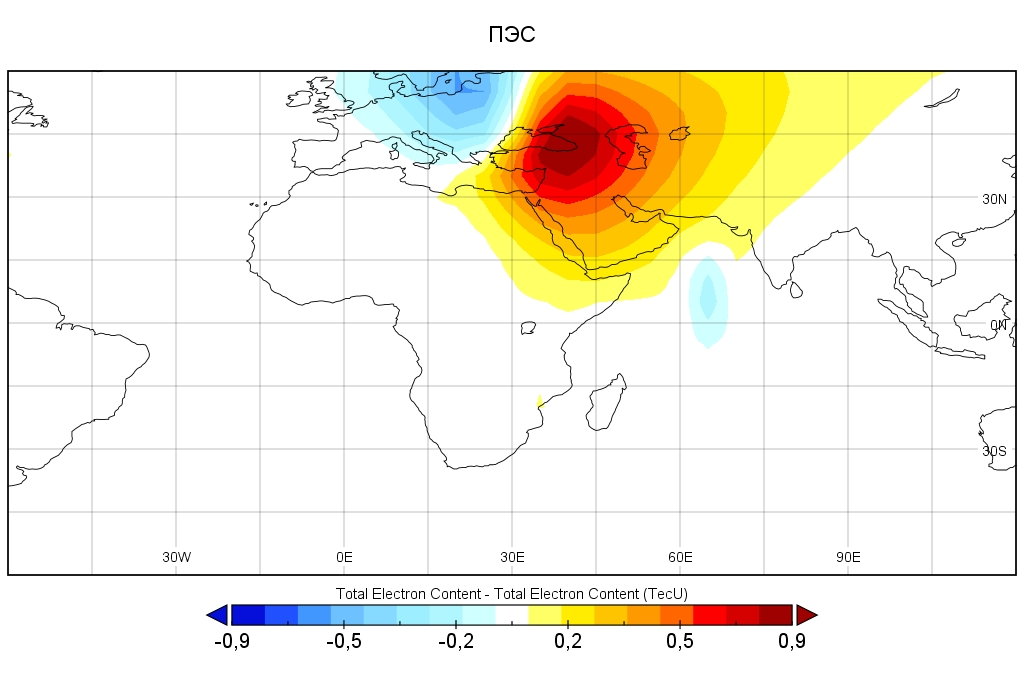 ПЭС
30N
0N
30S
30W 0E 30E 60E 90E
Total Electron Content - Total Electron Content (TecU)
-0,9 -0,5 -0,2 0,2 0,5 0,9